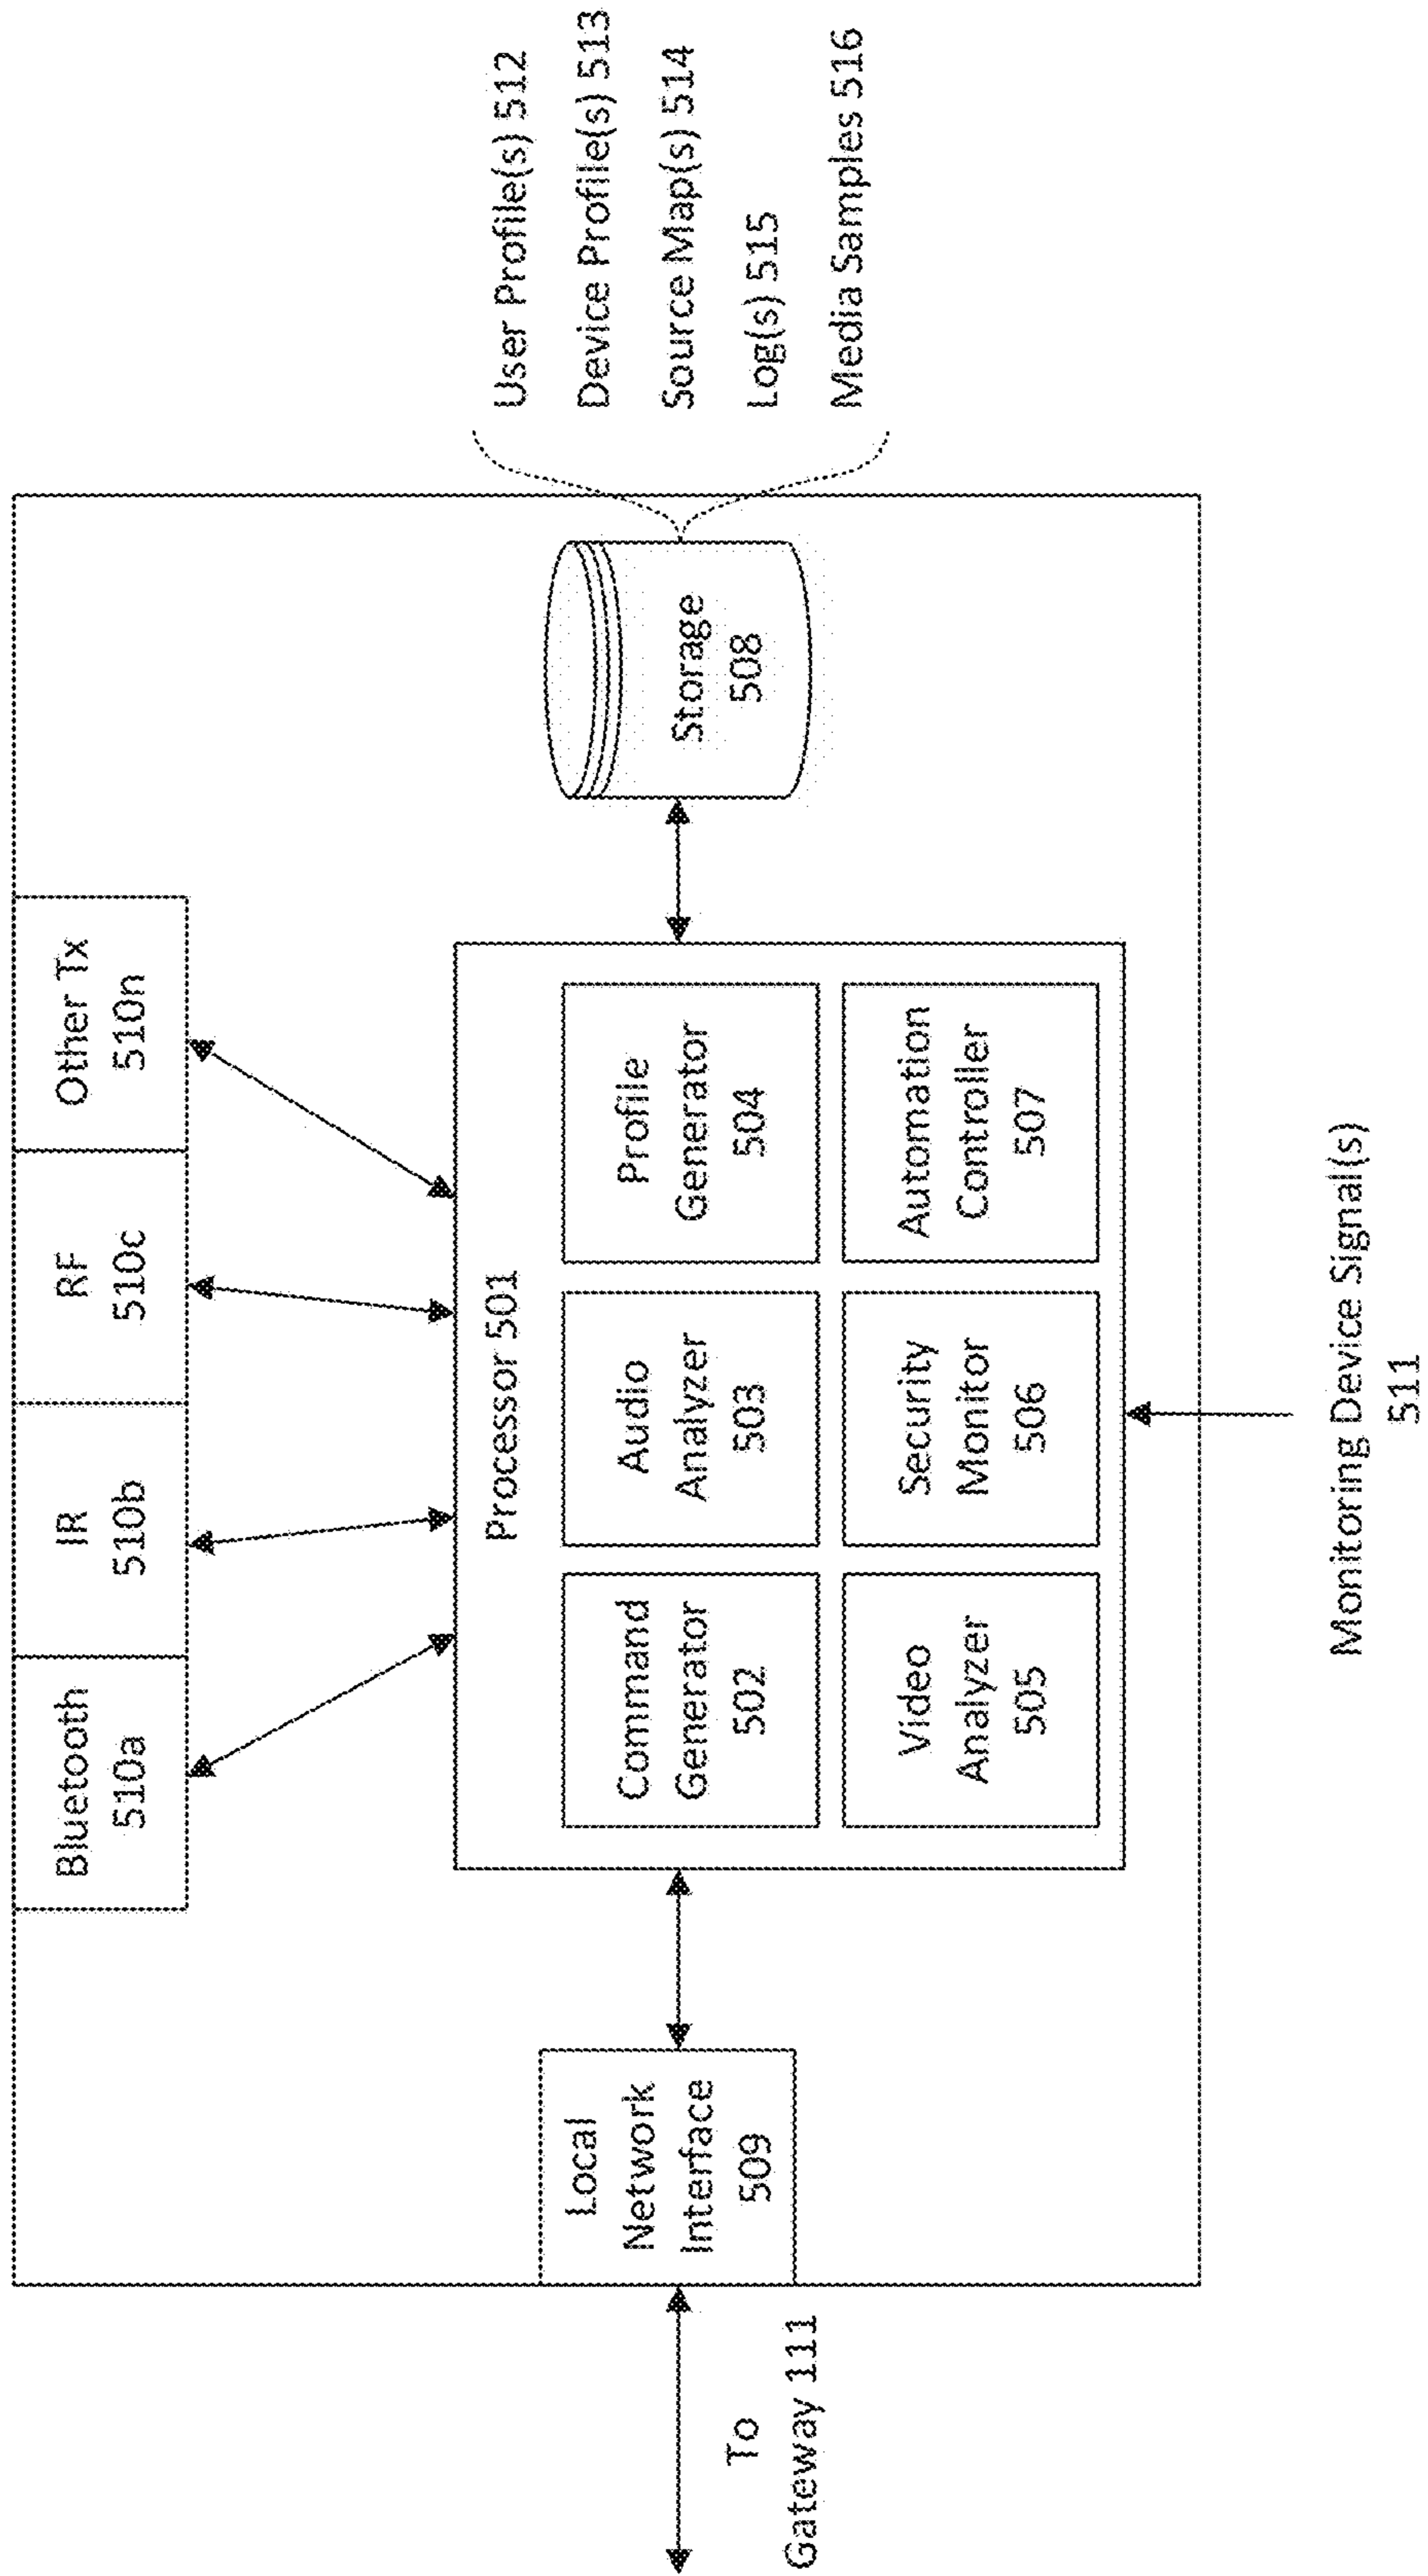 Bluetooth
510a
IR
510b
RF
510c
Other Tx
510n
To
Gateway 111
Local
Network
Interface
509
Processor 501
Command
Generator
502
Audio
Analyzer
503
Profile
Generator
504
Video
Analyzer
505
Security
Monitor
506
Automation
Controller
507
Storage
508
User Profile(s) 512
Device Profile(s) 513
Source Map(s) 514
Log(s) 515
Media Samples 516
Monitoring Device Signal(s)
511